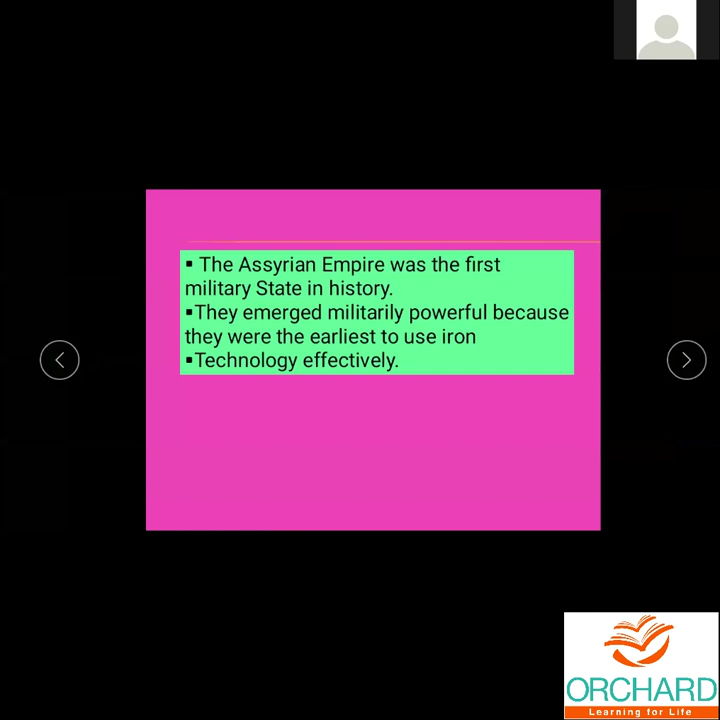 ▪ The Assyrian Empire was the first
military State in history.
▪They emerged militarily powerful because
they were the earliest to use iron
▪Technology effectively.
ORCHARD
Learning for Life